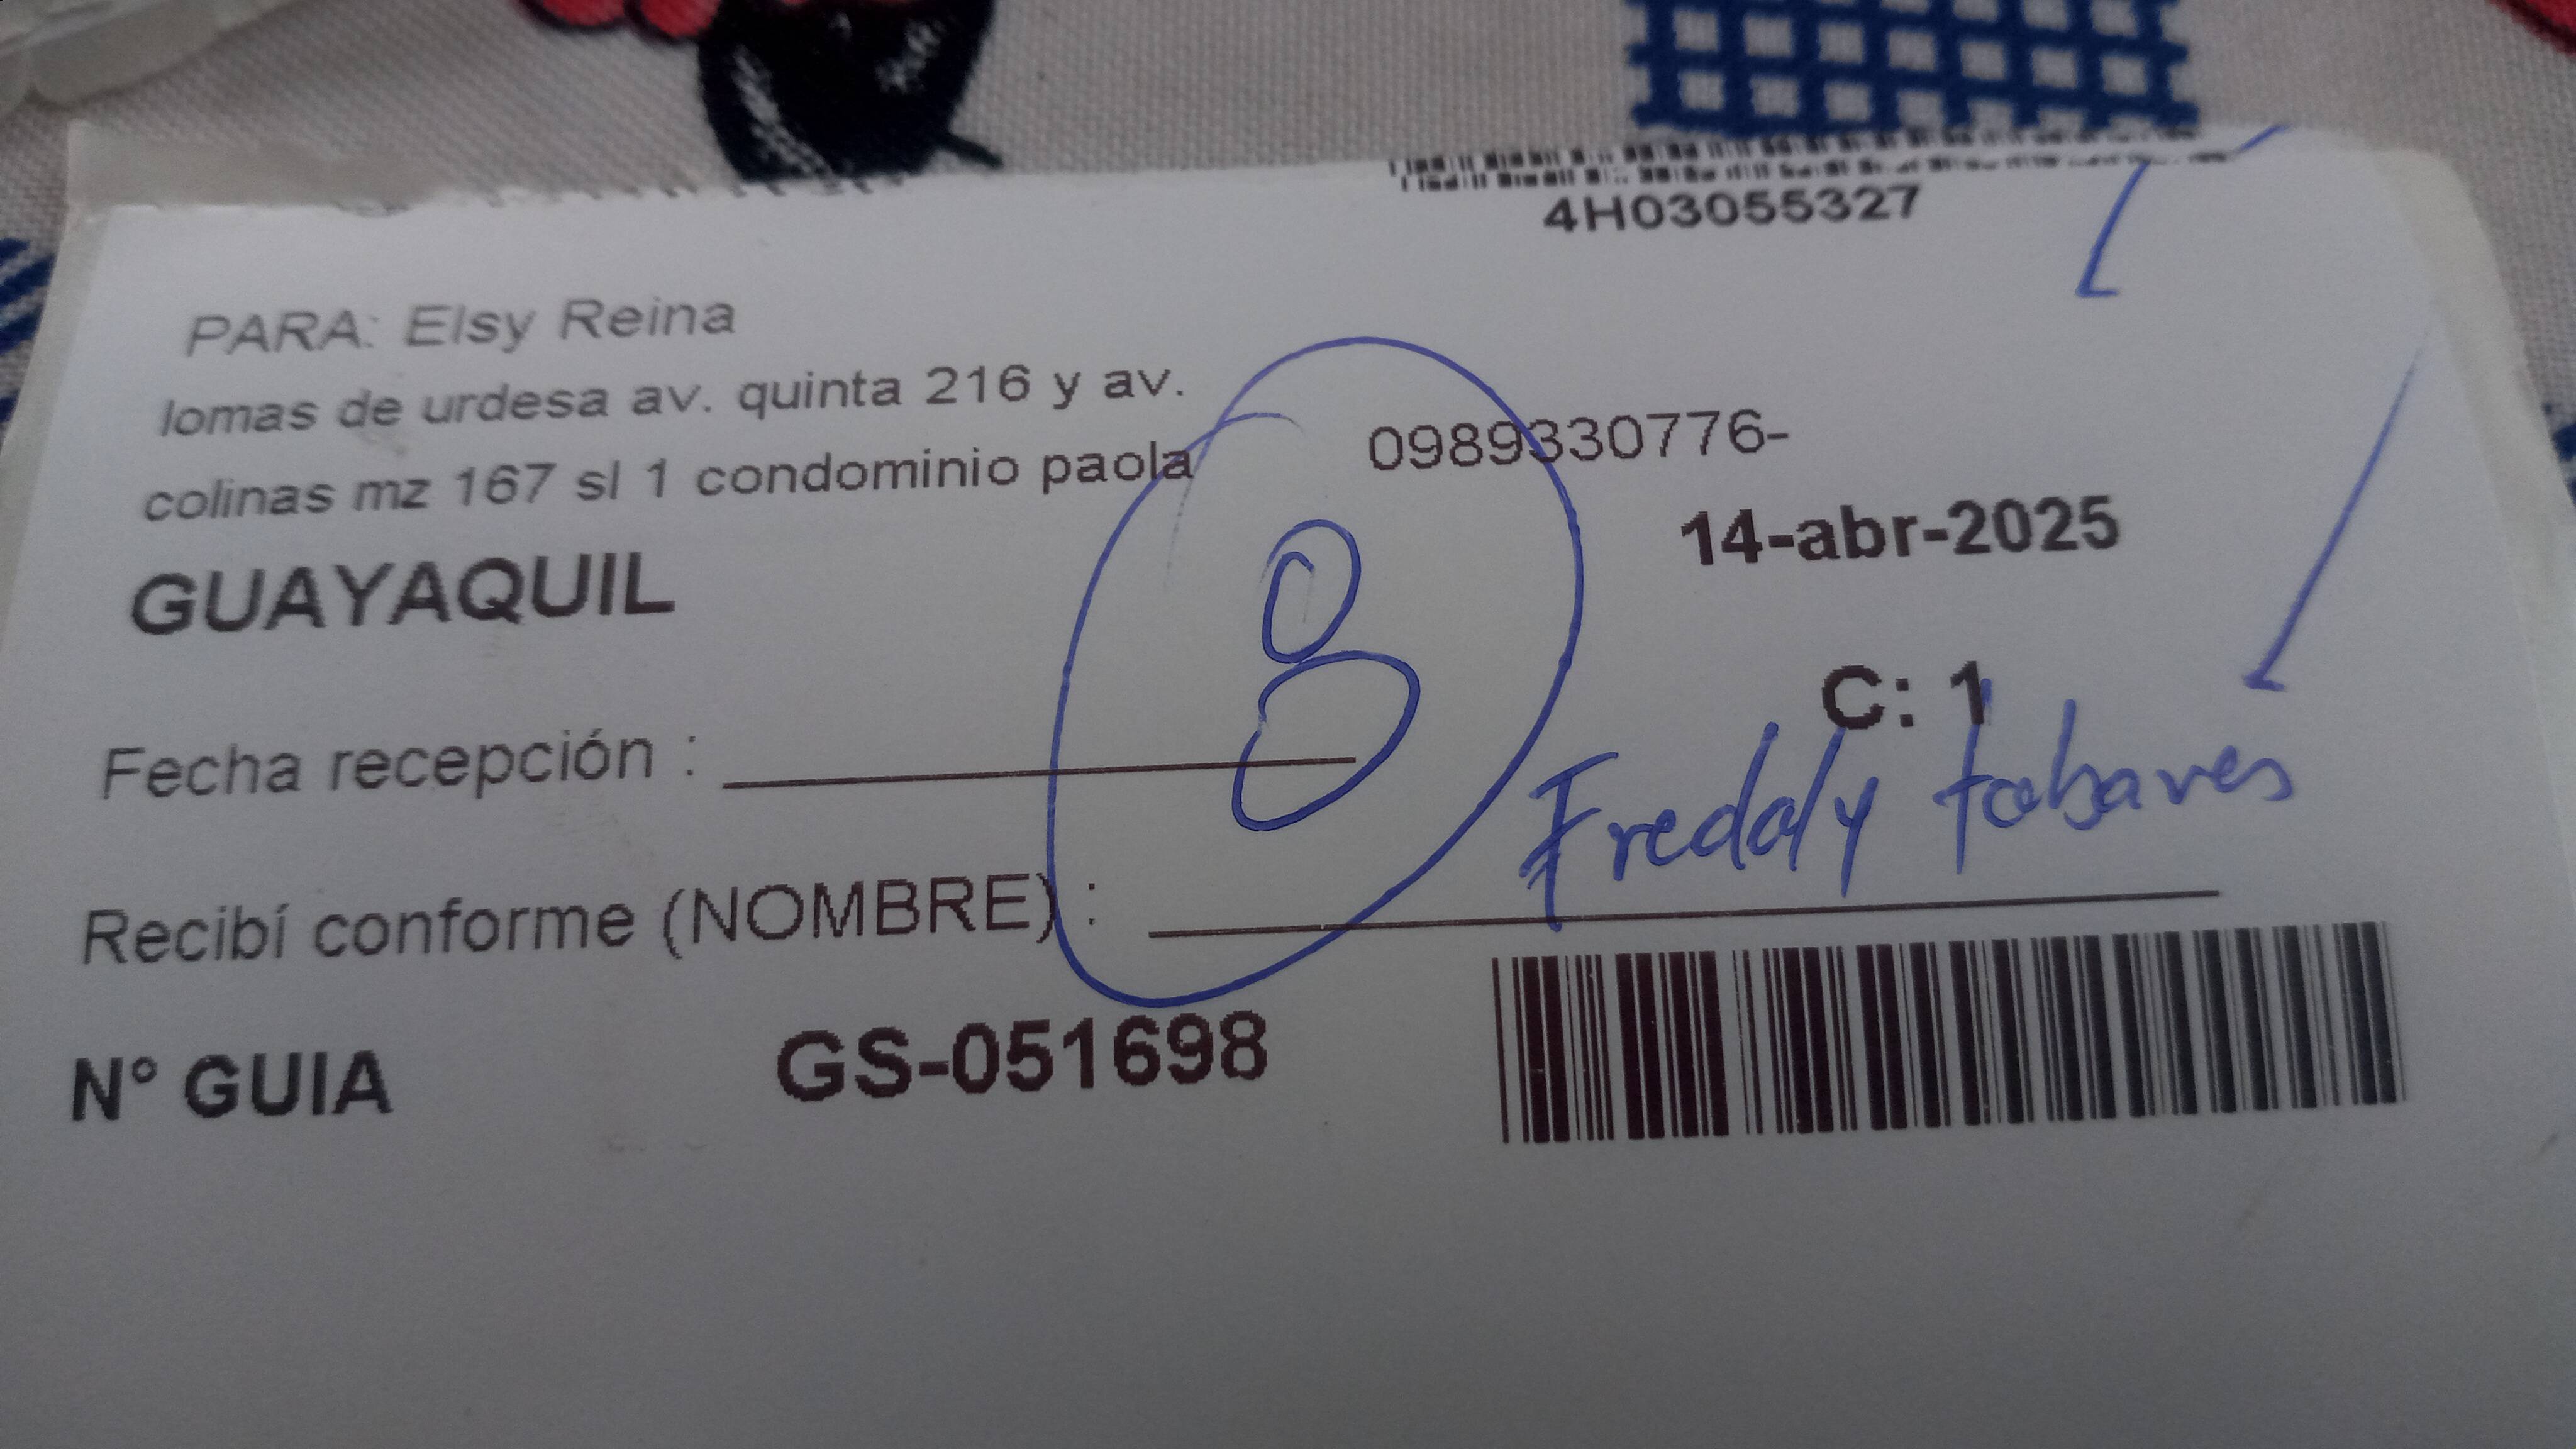 4H03055327
PARA: Elsy Reina
lomas de urdesa av. quinta 216 y av.
colinas mz 167 sl 1 condominio paola
0989330776-
14-abr-2025
GUAYAQUIL
8
C: 1
Fecha recepción :
Freddy tabares
Recibí conforme (NOMBRE) :
N° GUIA GS-051698